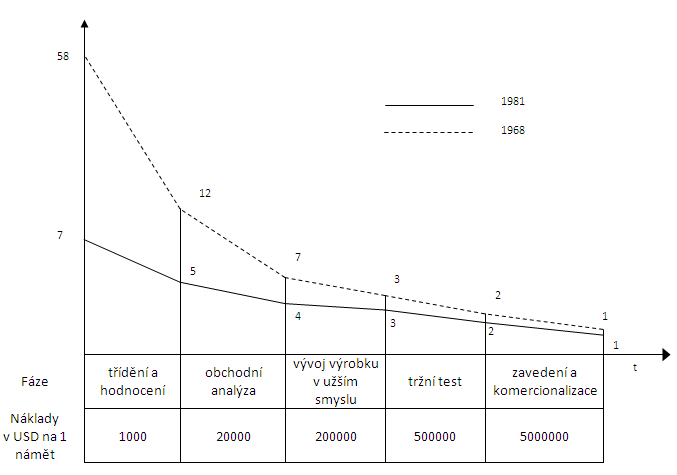 58
1981
1968
12
7
5
7
3
2
1
4
3
2
1
t
Fáze
třídění a
hodnocení
obchodní
analýza
vývoj výrobku
v užším
smyslu
tržní test
zavedení a
komercionalizace
Náklady
v USD na 1
námět
1000
20000
200000
500000
5000000